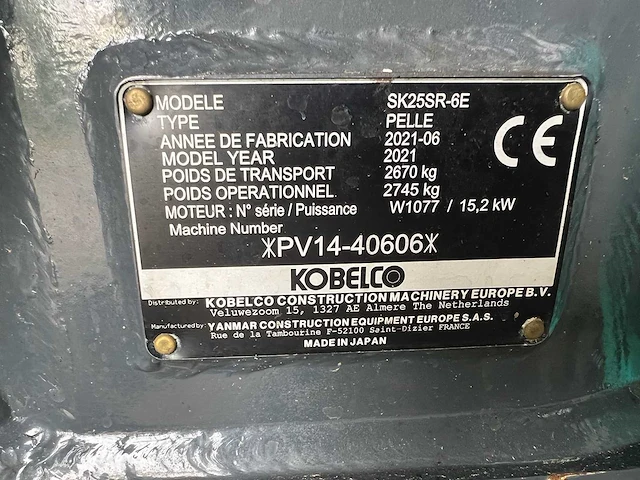 MODELE SK25SR-6E
TYPE PELLE
ANNEE DE FABRICATION 2021-06
MODEL YEAR 2021
POIDS DE TRANSPORT 2670 kg
POIDS OPERATIONNEL 2745 kg
MOTEUR : N° série / Puissance W1077 / 15,2 kW
Machine Number
ӾPV14-40606Ӿ
CE
KOBELCO
Distributed by: KOBELCO CONSTRUCTION MACHINERY EUROPE B.V.
Veluwezoom 15, 1327 AE Almere The Netherlands
Manufactured by: YANMAR CONSTRUCTION EQUIPMENT EUROPE S.A.S.
Rue de la Tambourine F-52100 Saint-Dizier FRANCE
MADE IN JAPAN